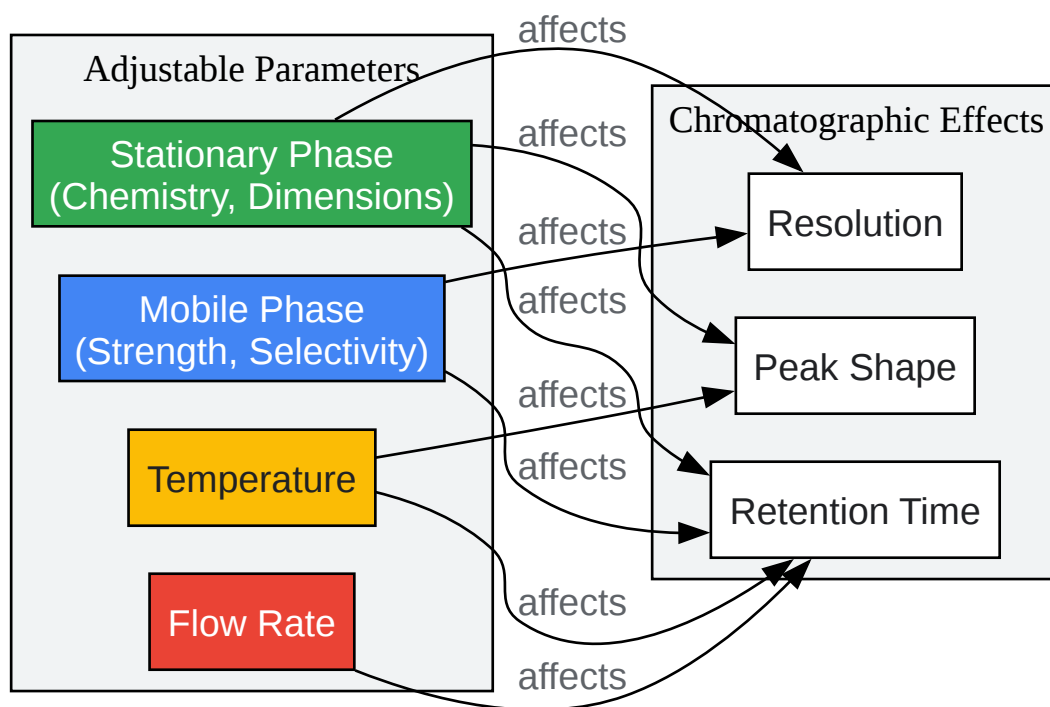 Adjustable Parameters
Stationary Phase
(Chemistry, Dimensions)
Mobile Phase
(Strength, Selectivity)
Temperature
Flow Rate
affects
affects
affects
affects
affects
affects
affects
affects
Chromatographic Effects
Resolution
Peak Shape
Retention Time